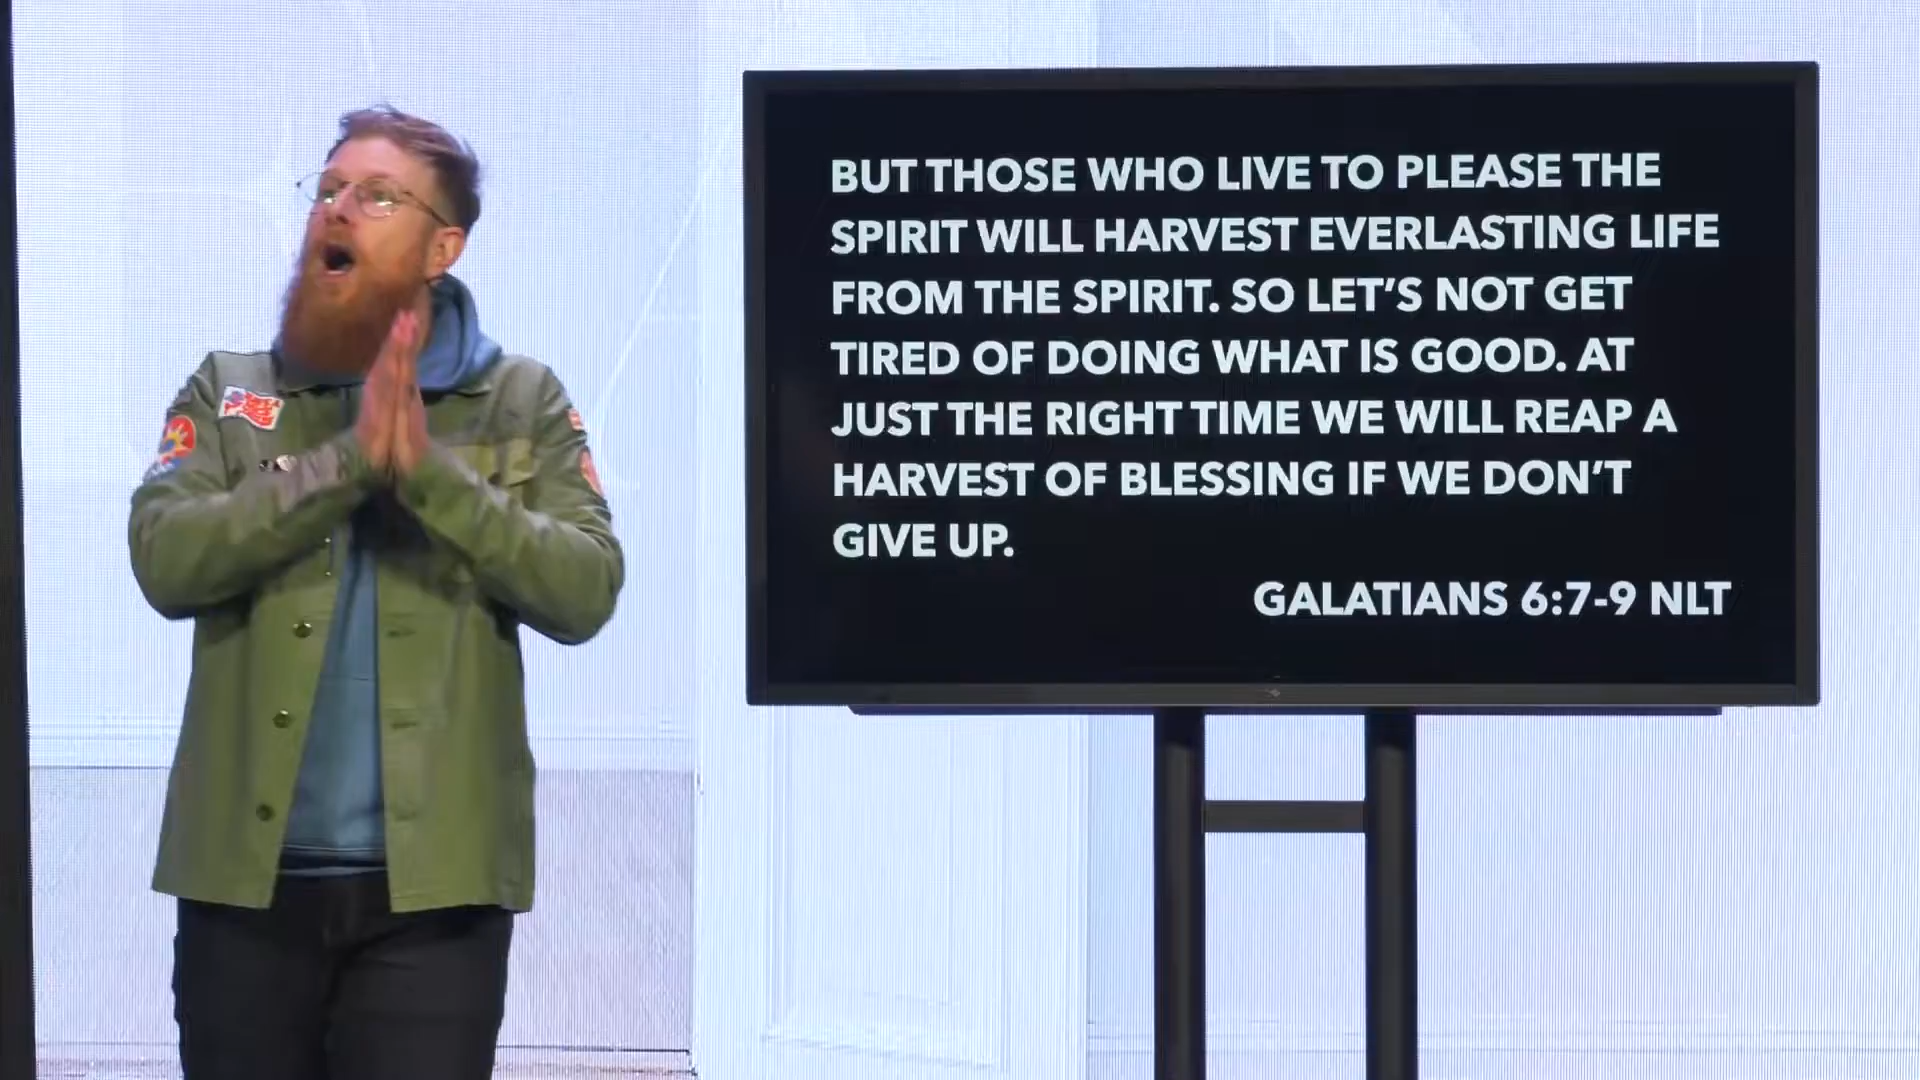 BUT THOSE WHO LIVE TO PLEASE THE
SPIRIT WILL HARVEST EVERLASTING LIFE
FROM THE SPIRIT. SO LET’S NOT GET
TIRED OF DOING WHAT IS GOOD. AT
JUST THE RIGHT TIME WE WILL REAP A
HARVEST OF BLESSING IF WE DON’T
GIVE UP.
GALATIANS 6:7-9 NLT